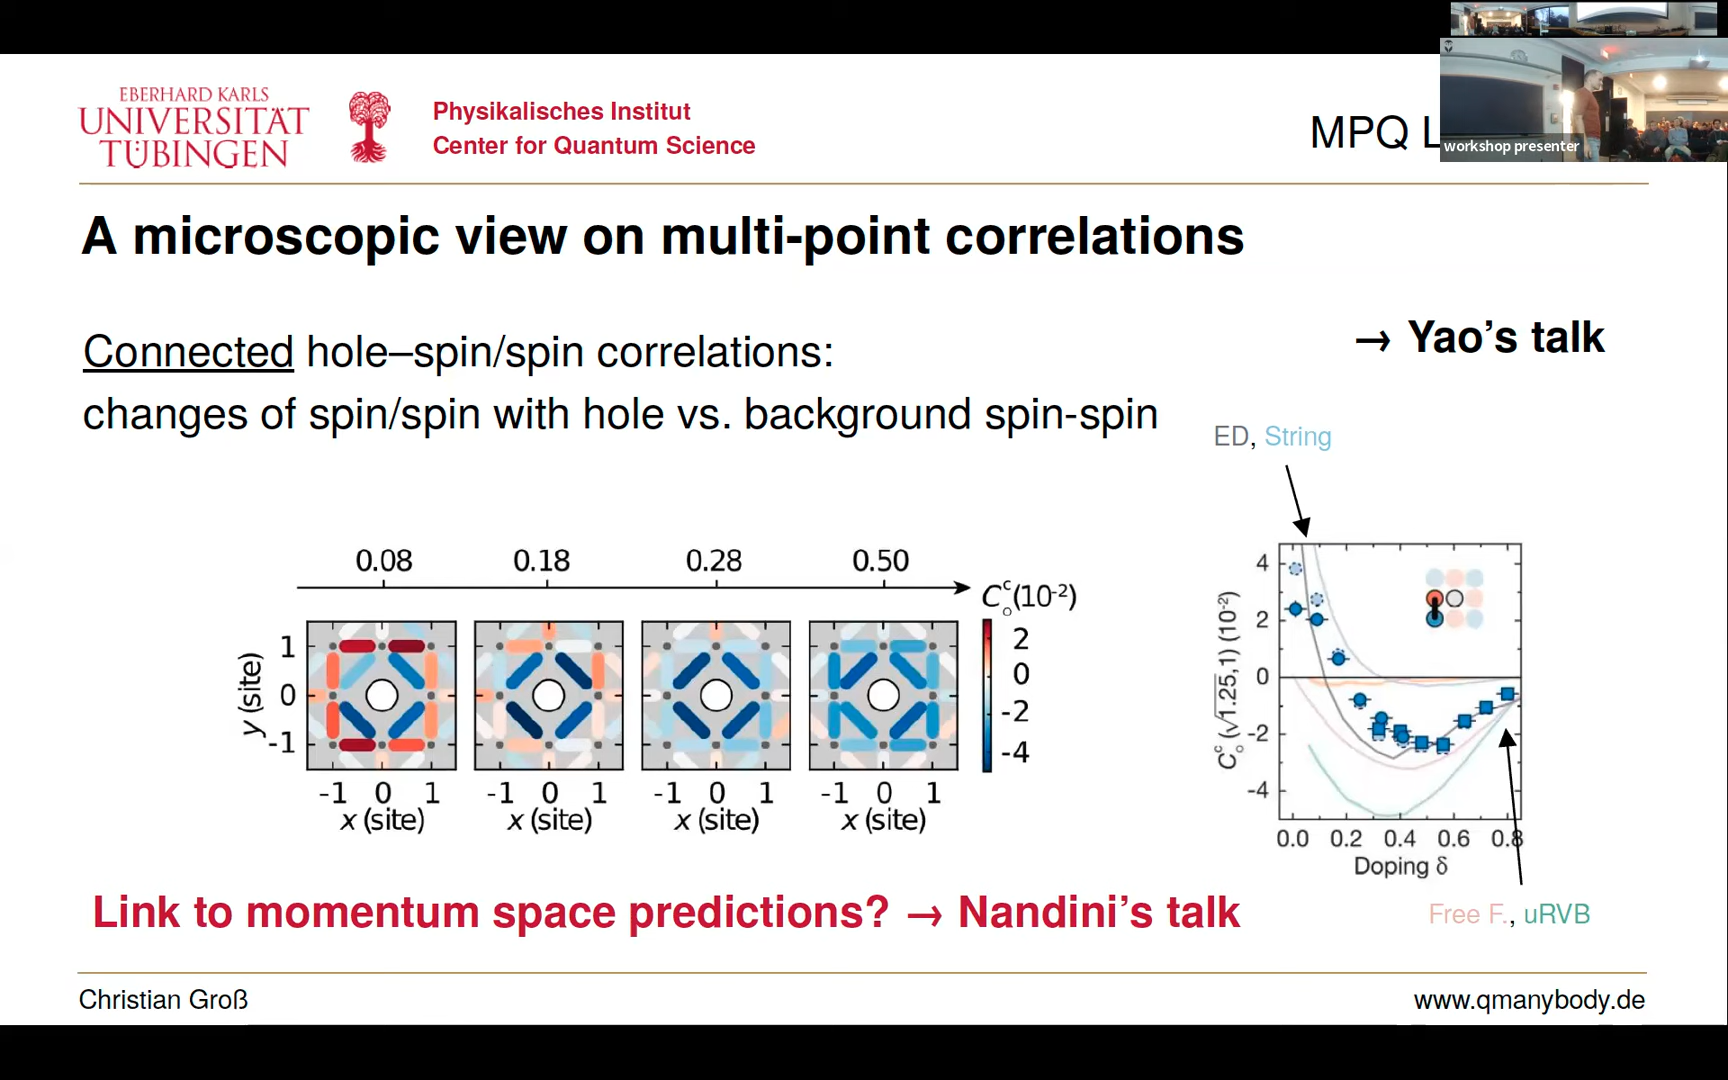 EBERHARD KARLS
UNIVERSITÄT
TÜBINGEN
Physikalisches Institut
Center for Quantum Science
MPQ L
workshop presenter
A microscopic view on multi-point correlations
Connected hole–spin/spin correlations:
→ Yao’s talk
changes of spin/spin with hole vs. background spin-spin
ED, String
0.08 0.18 0.28 0.50
C○ᶜ(10⁻²)
y (site)
1
0
-1
-1 0 1
x (site)
-1 0 1
x (site)
-1 0 1
x (site)
-1 0 1
x (site)
2
0
-2
-4
C○ᶜ (√1.25,1) (10⁻²)
4
2
0
-2
-4
0.0 0.2 0.4 0.6 0.8
Doping δ
Free F., uRVB
Link to momentum space predictions? → Nandini’s talk
Christian Groß
www.qmanybody.de